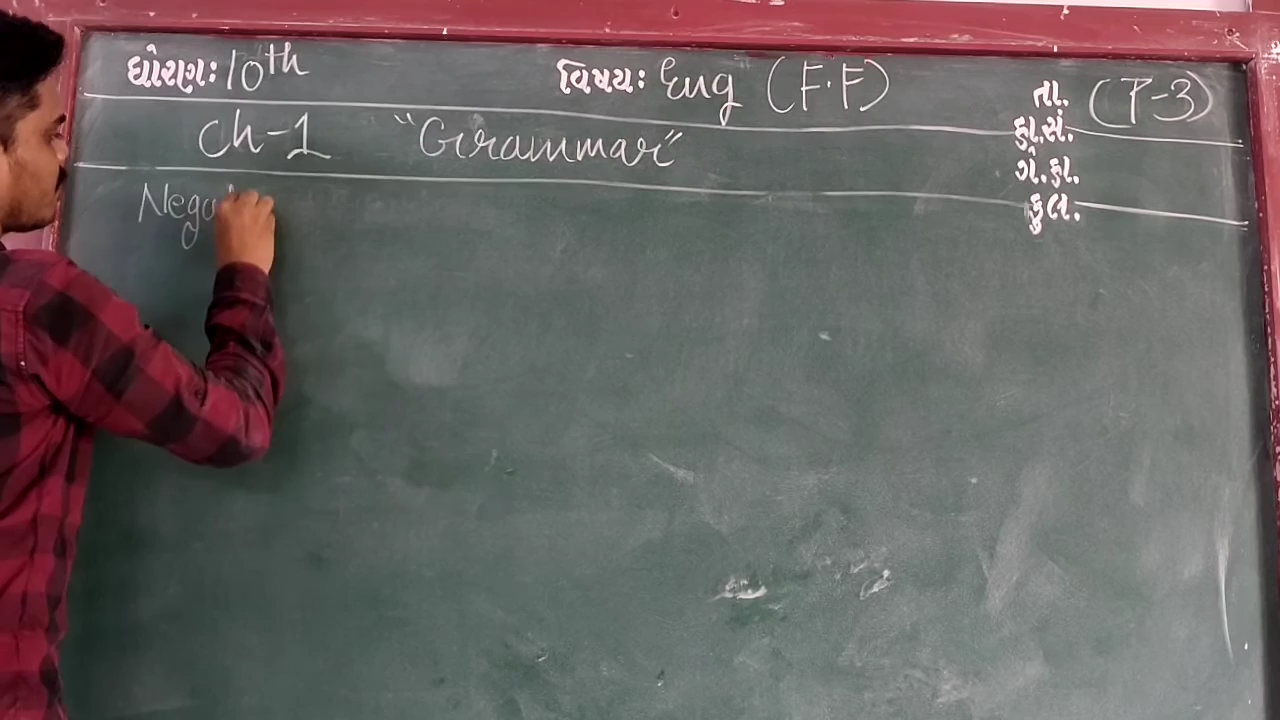 ધોરણ: 10th વિષય: Eng (F.F) તા. (P-3)
Ch-1 "Grammar" હા.સં.
ગે.હા.
કુલ.